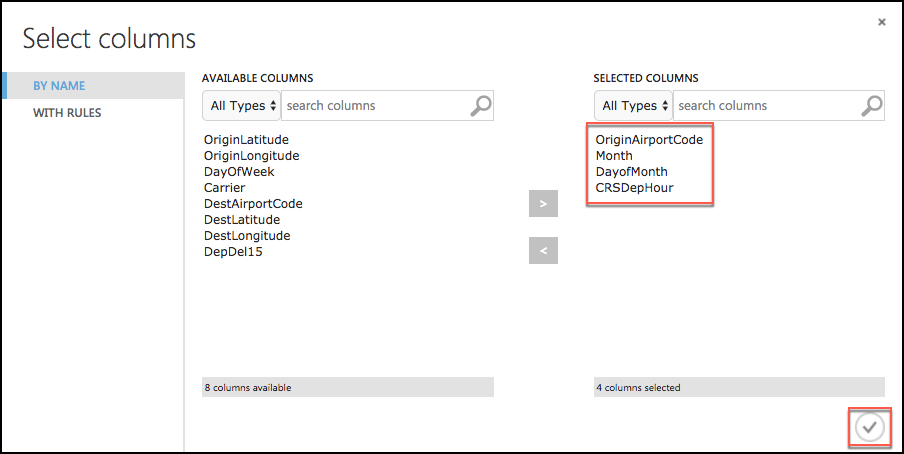 Select columns
BY NAME
WITH RULES
AVAILABLE COLUMNS
All Types
search columns
OriginLatitude
OriginLongitude
DayOfWeek
Carrier
DestAirportCode
DestLatitude
DestLongitude
DepDel15
8 columns available
>
<
SELECTED COLUMNS
All Types
search columns
OriginAirportCode
Month
DayofMonth
CRSDepHour
4 columns selected